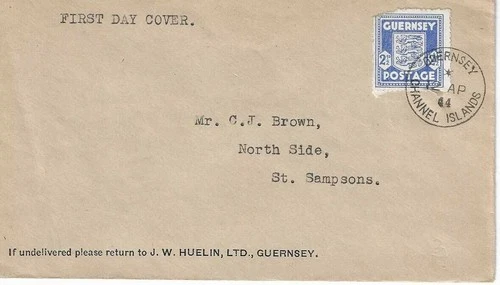 FIRST DAY COVER.
GUERNSEY
2½
POSTAGE
GUERNSEY
CHANNEL ISLANDS
AP
44
Mr. C.J. Brown,
North Side,
St. Sampsons.
If undelivered please return to J. W. HUELIN, LTD., GUERNSEY.